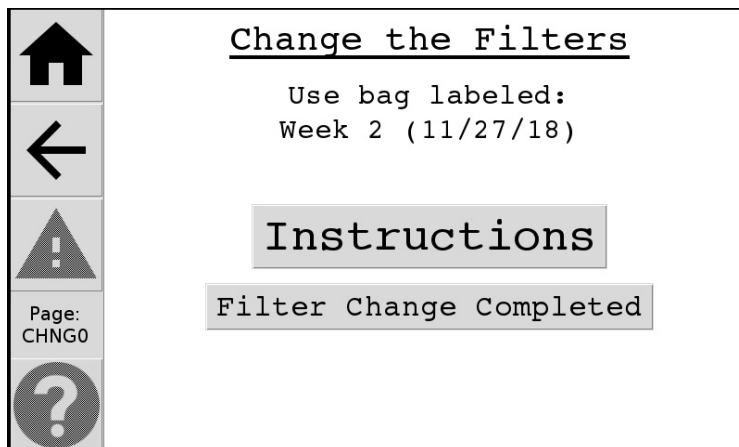 Change the Filters
Use bag labeled:
Week 2 (11/27/18)
Instructions
Filter Change Completed
Page:
CHNG0